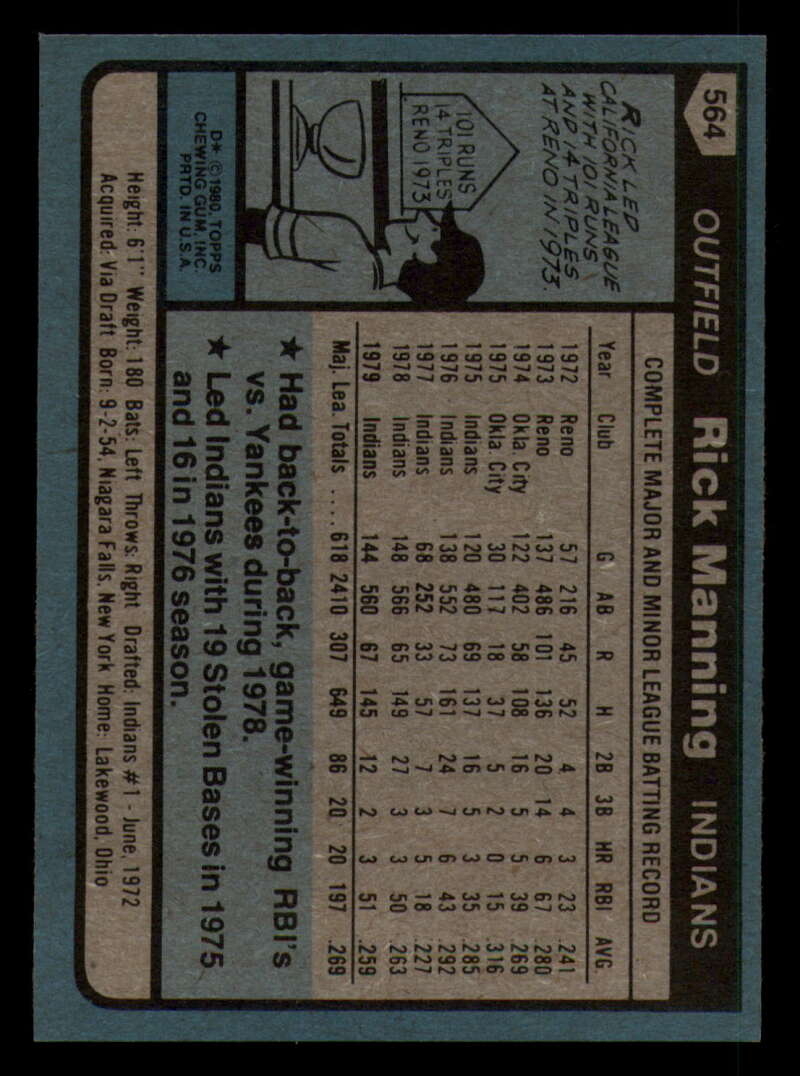 564 OUTFIELD Rick Manning INDIANS
RICK LED
CALIFORNIA LEAGUE
WITH 101 RUNS
AND 14 TRIPLES
AT RENO IN 1973.
101 RUNS
14 TRIPLES
RENO 1973
D* © 1980, TOPPS
CHEWING GUM, INC.
PRTD. IN U.S.A.
COMPLETE MAJOR AND MINOR LEAGUE BATTING RECORD
Year Club G AB R H 2B 3B HR RBI AVG
1972 Reno 57 216 45 52 4 4 3 23 .241
1973 Reno 137 486 101 136 20 14 6 67 .280
1974 Okla. City 122 402 58 108 16 5 5 39 .269
1975 Okla. City 30 117 18 37 5 2 0 15 .316
1975 Indians 120 480 69 137 16 5 3 35 .285
1976 Indians 138 552 73 161 24 7 6 43 .292
1977 Indians 68 252 33 57 7 3 5 18 .227
1978 Indians 148 566 65 149 27 3 3 50 .263
1979 Indians 144 560 67 145 12 2 3 51 .259
Maj. Lea. Totals .... 618 2410 307 649 86 20 20 197 .269
★ Had back-to-back, game-winning RBI's
vs. Yankees during 1978.
★ Led Indians with 19 Stolen Bases in 1975
and 16 in 1976 season.
Height: 6'1" Weight: 180 Bats: Left Throws: Right Drafted: Indians #1 - June, 1972
Acquired: Via Draft Born: 9-2-54, Niagara Falls, New York Home: Lakewood, Ohio